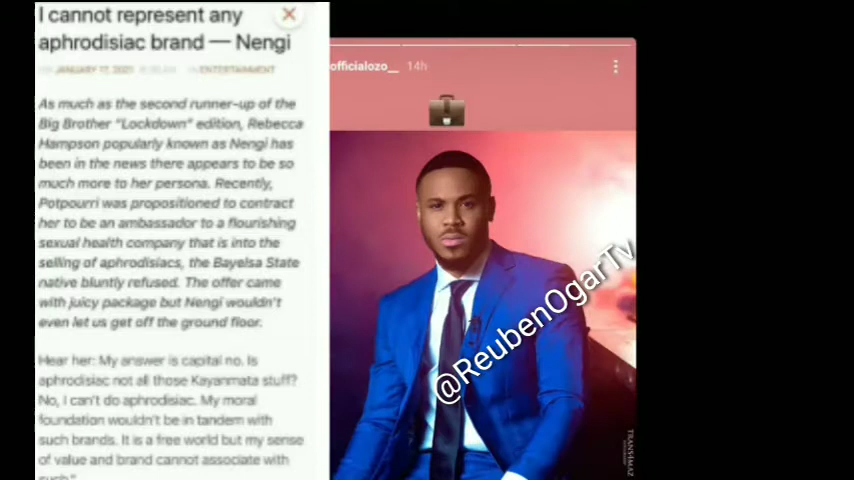 I cannot represent any
aphrodisiac brand — Nengi
JANUARY 17, 2021
ENTERTAINMENT
As much as the second runner-up of the
Big Brother "Lockdown" edition, Rebecca
Hampson popularly known as Nengi has
been in the news there appears to be so
much more to her persona. Recently,
Potpourri was propositioned to contract
her to be an ambassador to a flourishing
sexual health company that is into the
selling of aphrodisiacs, the Bayelsa State
native bluntly refused. The offer came
with juicy package but Nengi wouldn't
even let us get off the ground floor.
Hear her: My answer is capital no. Is
aphrodisiac not all those Kayanmata stuff?
No, I can't do aphrodisiac. My moral
foundation wouldn't be in tandem with
such brands. It is a free world but my sense
of value and brand cannot associate with
such"
officialozo__ 14h
@ReubenOgarTv